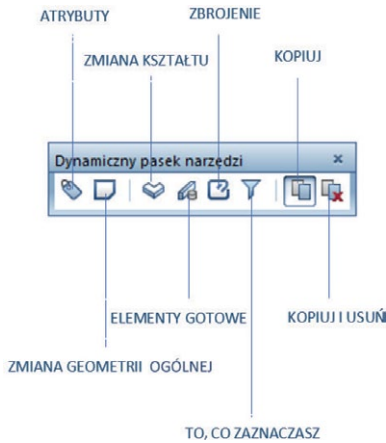 ATRYBUTY
ZBROJENIE
ZMIANA KSZTAŁTU
KOPIUJ
Dynamiczny pasek narzędzi
ELEMENTY GOTOWE
KOPIUJ I USUŃ
ZMIANA GEOMETRII OGÓLNEJ
TO, CO ZAZNACZASZ